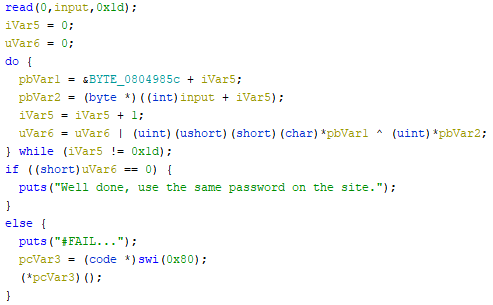 read(0,input,0x1d);
iVar5 = 0;
uVar6 = 0;
do {
pbVar1 = &BYTE_0804985c + iVar5;
pbVar2 = (byte *)((int)input + iVar5);
iVar5 = iVar5 + 1;
uVar6 = uVar6 | (uint)(ushort)(short)(char)*pbVar1 ^ (uint)*pbVar2;
} while (iVar5 != 0x1d);
if ((short)uVar6 == 0) {
puts("Well done, use the same password on the site.");
}
else {
puts("#FAIL...");
pcVar3 = (code *)swi(0x80);
(*pcVar3)();
}